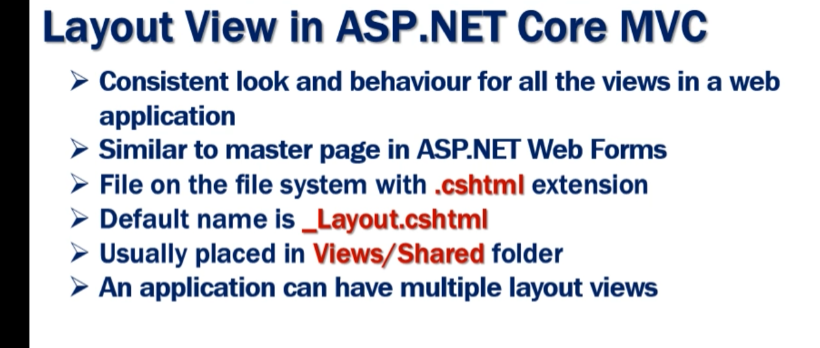 Layout View in ASP.NET Core MVC
➢ Consistent look and behaviour for all the views in a web
application
➢ Similar to master page in ASP.NET Web Forms
➢ File on the file system with .cshtml extension
➢ Default name is _Layout.cshtml
➢ Usually placed in Views/Shared folder
➢ An application can have multiple layout views